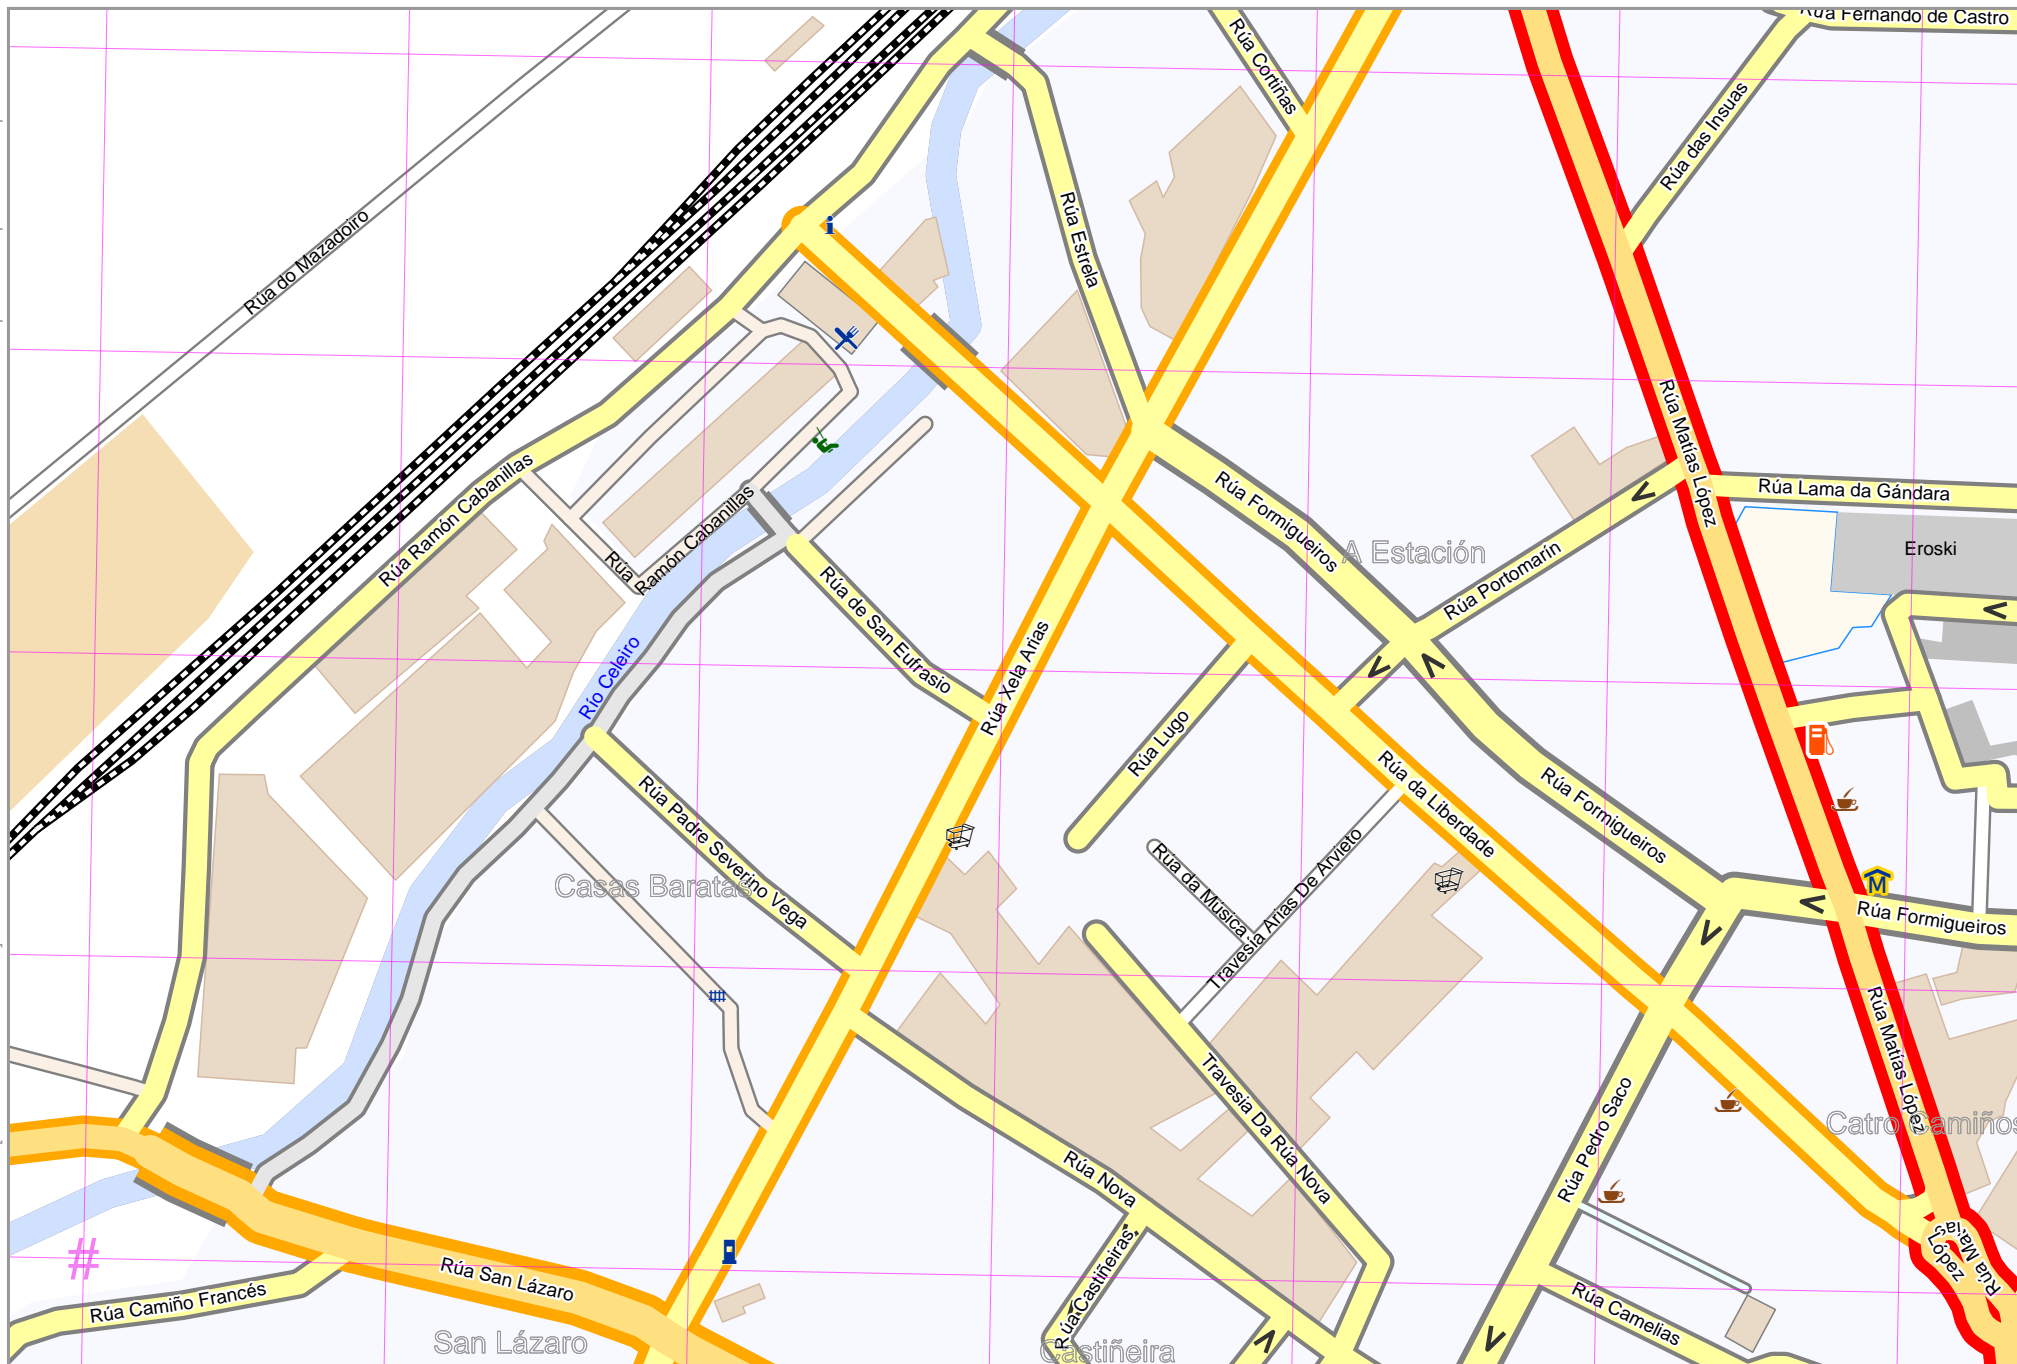 Rúa Fernando de Castro
Rúa Cortiñas
Rúa das Insuas
Rúa do Mazadoiro
Rúa Estrela
i
Rúa Matías López
Rúa Ramón Cabanillas
Rúa Ramón Cabanillas
Rúa Formigueiros
Rúa Lama da Gándara
A Estación
Eroski
Rúa Portomarín
Rúa de San Eufrasio
Río Celeiro
Rúa Xela Arias
Rúa Lugo
Rúa da Liberdade
Rúa Formigueiros
Rúa Padre Severino Vega
Casas Baratas
Rúa da Música
Travesia Arias De Arvieto
M
Rúa Formigueiros
Rúa Matías López
Travesia Da Rúa Nova
Rúa Pedro Saco
Catro Camiños
Rúa Nova
Rúa Castiñeiras
#
Rúa San Lázaro
Rúa Camiño Francés
Rúa Camelias
San Lázaro
Castiñeira